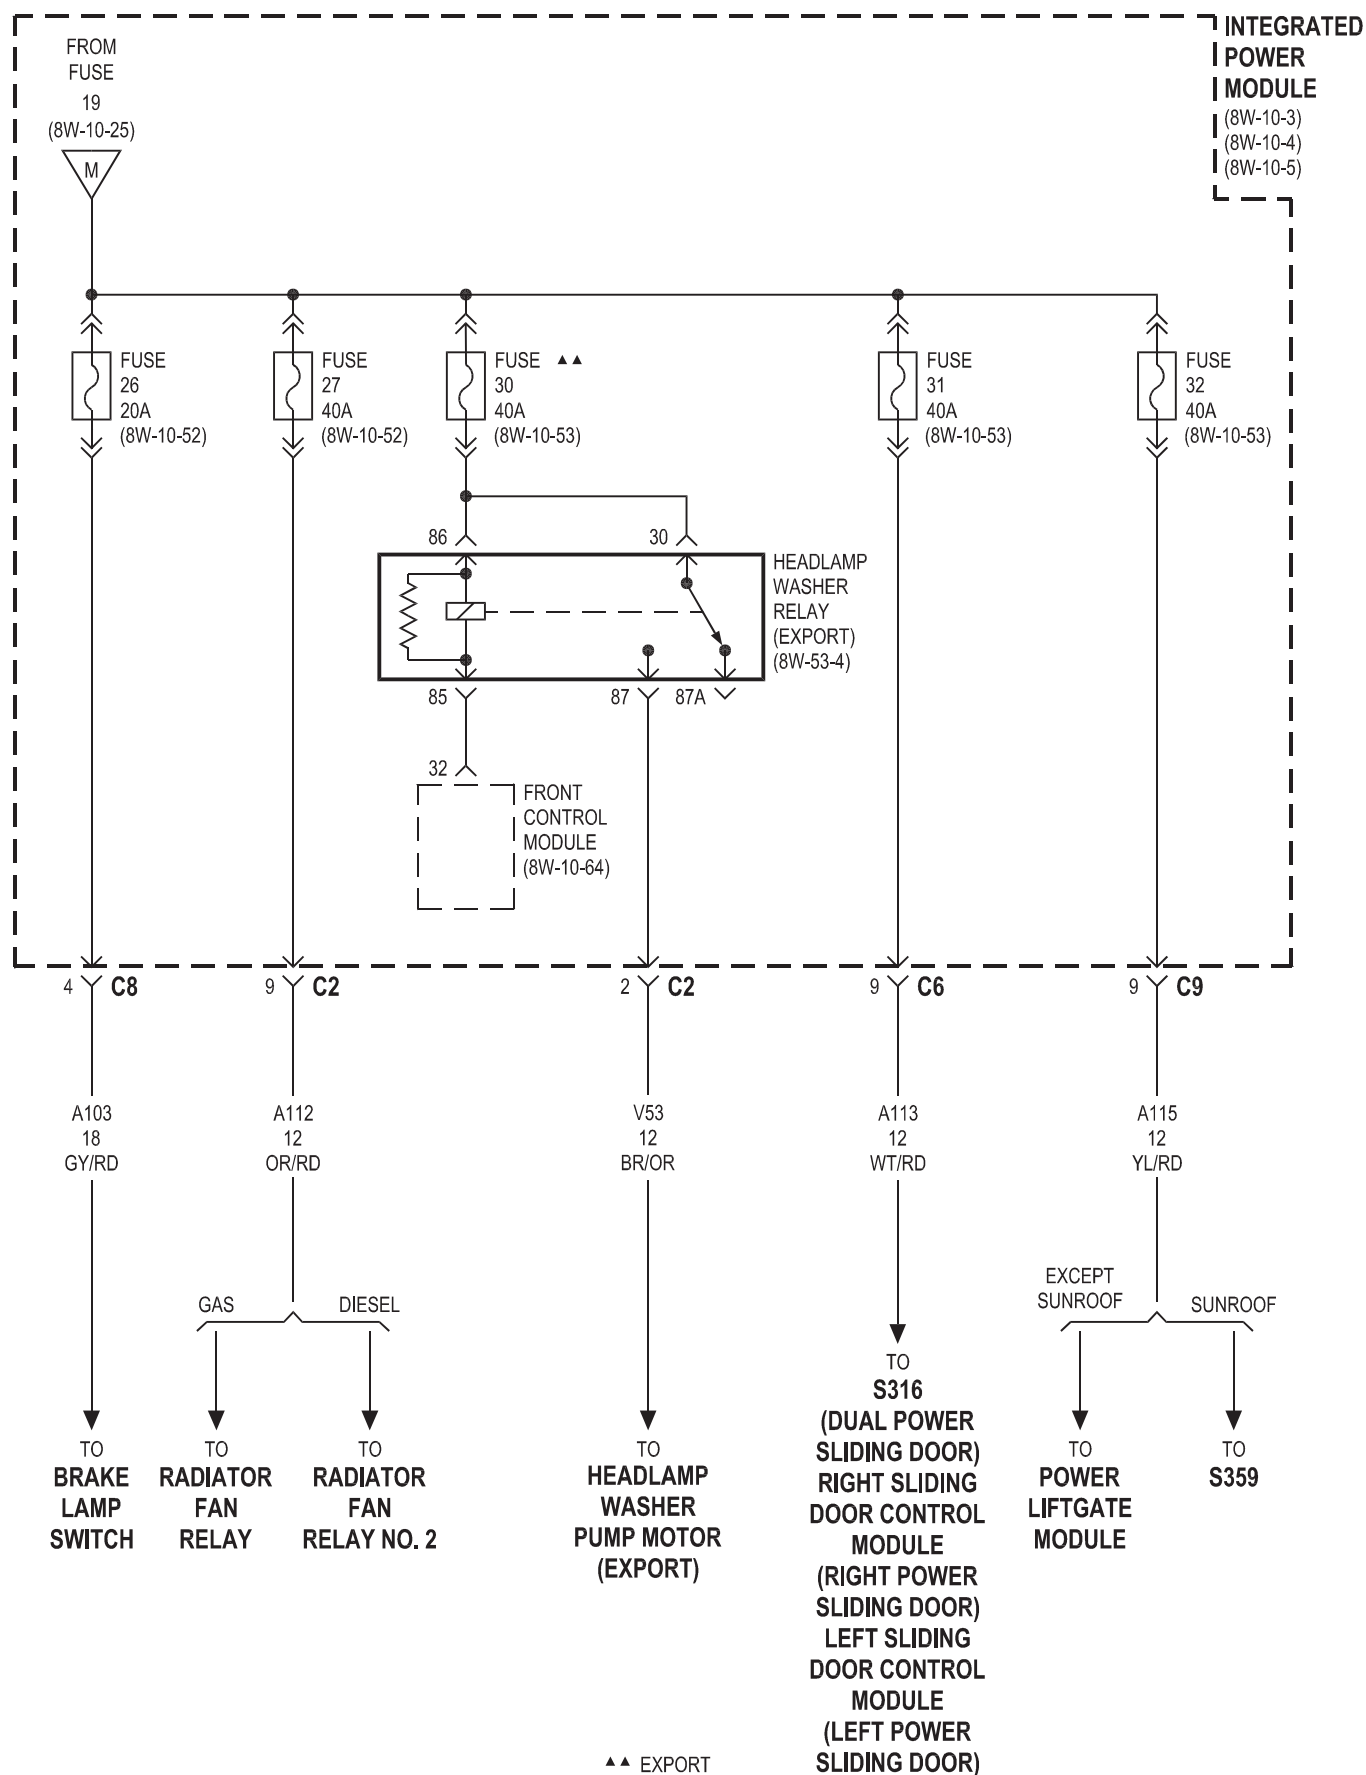 INTEGRATED
POWER
MODULE
(8W-10-3)
(8W-10-4)
(8W-10-5)
FROM
FUSE
19
(8W-10-25)
M
FUSE
26
20A
(8W-10-52)
FUSE
27
40A
(8W-10-52)
FUSE ▲▲
30
40A
(8W-10-53)
FUSE
31
40A
(8W-10-53)
FUSE
32
40A
(8W-10-53)
86
30
HEADLAMP
WASHER
RELAY
(EXPORT)
(8W-53-4)
85
87
87A
32
FRONT
CONTROL
MODULE
(8W-10-64)
4 C8
9 C2
2 C2
9 C6
9 C9
A103
18
GY/RD
A112
12
OR/RD
V53
12
BR/OR
A113
12
WT/RD
A115
12
YL/RD
GAS
DIESEL
EXCEPT
SUNROOF
SUNROOF
TO
BRAKE
LAMP
SWITCH
TO
RADIATOR
FAN
RELAY
TO
RADIATOR
FAN
RELAY NO. 2
TO
HEADLAMP
WASHER
PUMP MOTOR
(EXPORT)
TO
S316
(DUAL POWER
SLIDING DOOR)
RIGHT SLIDING
DOOR CONTROL
MODULE
(RIGHT POWER
SLIDING DOOR)
LEFT SLIDING
DOOR CONTROL
MODULE
(LEFT POWER
SLIDING DOOR)
TO
POWER
LIFTGATE
MODULE
TO
S359
▲▲ EXPORT